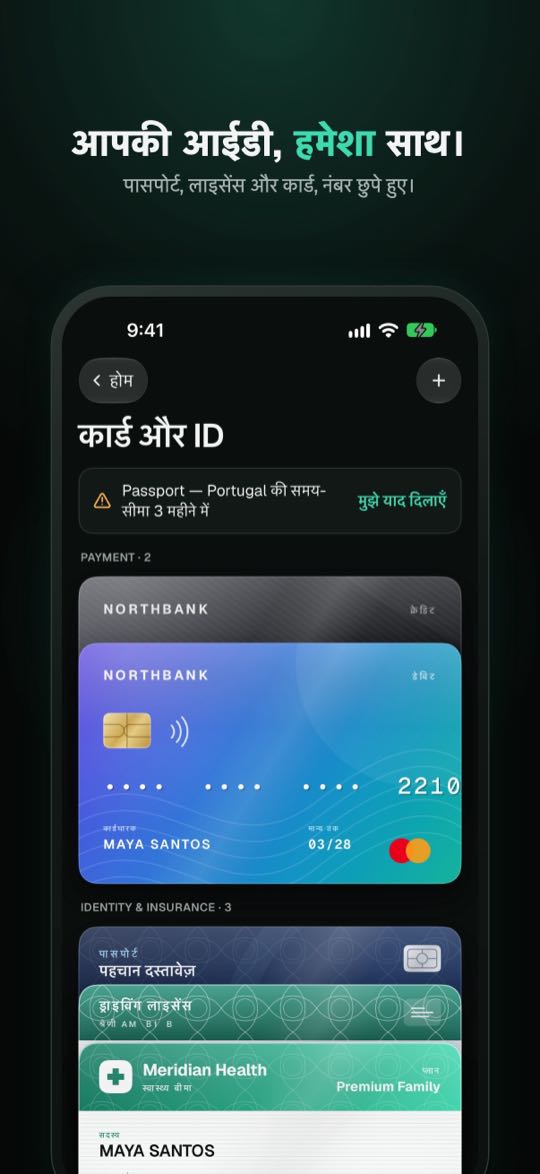 आपकी आईडी, हमेशा साथ।
पासपोर्ट, लाइसेंस और कार्ड, नंबर छुपे हुए।
9:41
होम
कार्ड और ID
Passport — Portugal की समय-
सीमा 3 महीने में
मुझे याद दिलाएँ
PAYMENT · 2
NORTHBANK
क्रेडिट
NORTHBANK
डेबिट
•••• •••• •••• 2210
कार्डधारक
मान्य तक
MAYA SANTOS
03/28
IDENTITY & INSURANCE · 3
पासपोर्ट
पहचान दस्तावेज़
ड्राइविंग लाइसेंस
श्रेणी AM B1 B
Meridian Health
स्वास्थ्य बीमा
प्लान
Premium Family
सदस्य
MAYA SANTOS